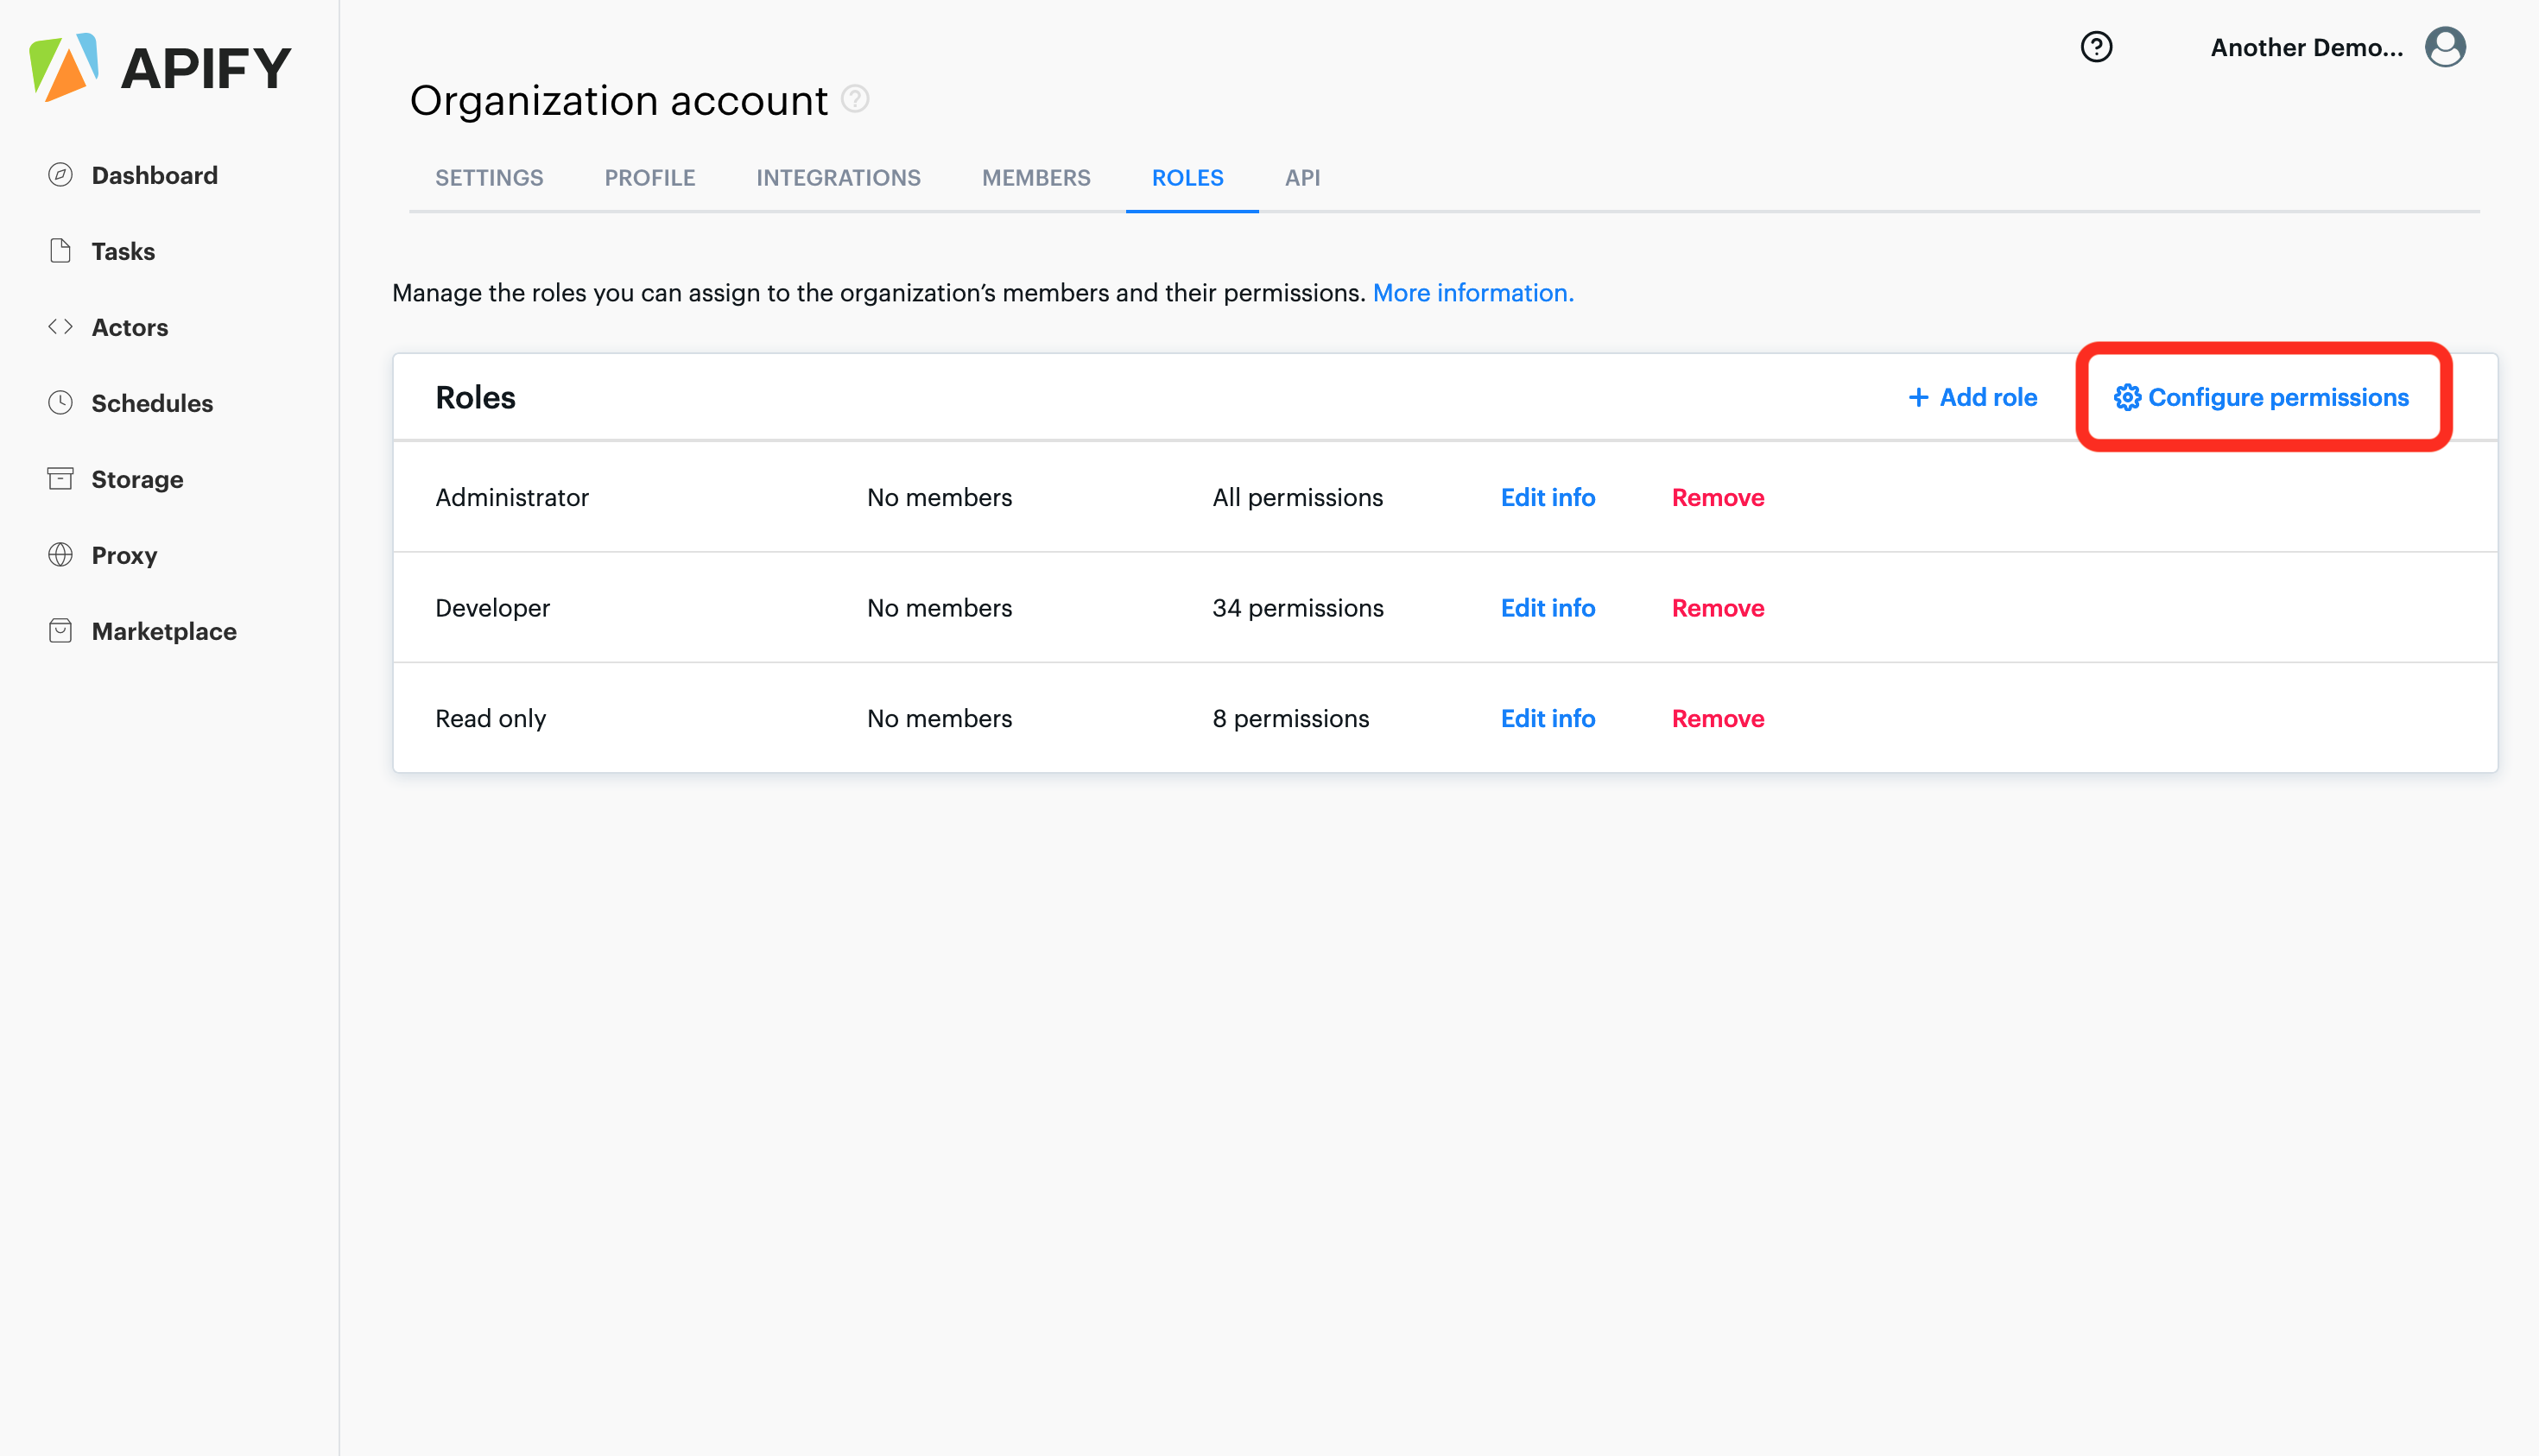 APIFY
Dashboard
Tasks
Actors
Schedules
Storage
Proxy
Marketplace
Another Demo...
Organization account
SETTINGS PROFILE INTEGRATIONS MEMBERS ROLES API
Manage the roles you can assign to the organization’s members and their permissions. More information.
Roles + Add role Configure permissions
Administrator No members All permissions Edit info Remove
Developer No members 34 permissions Edit info Remove
Read only No members 8 permissions Edit info Remove